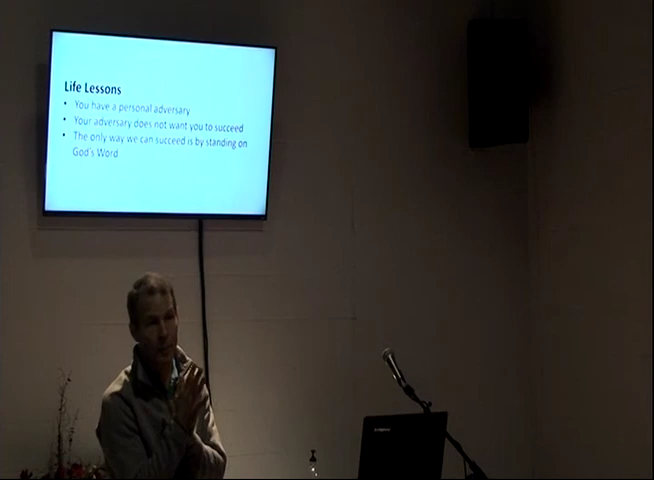 Life Lessons
• You have a personal adversary
• Your adversary does not want you to succeed
• The only way we can succeed is by standing on
God's Word